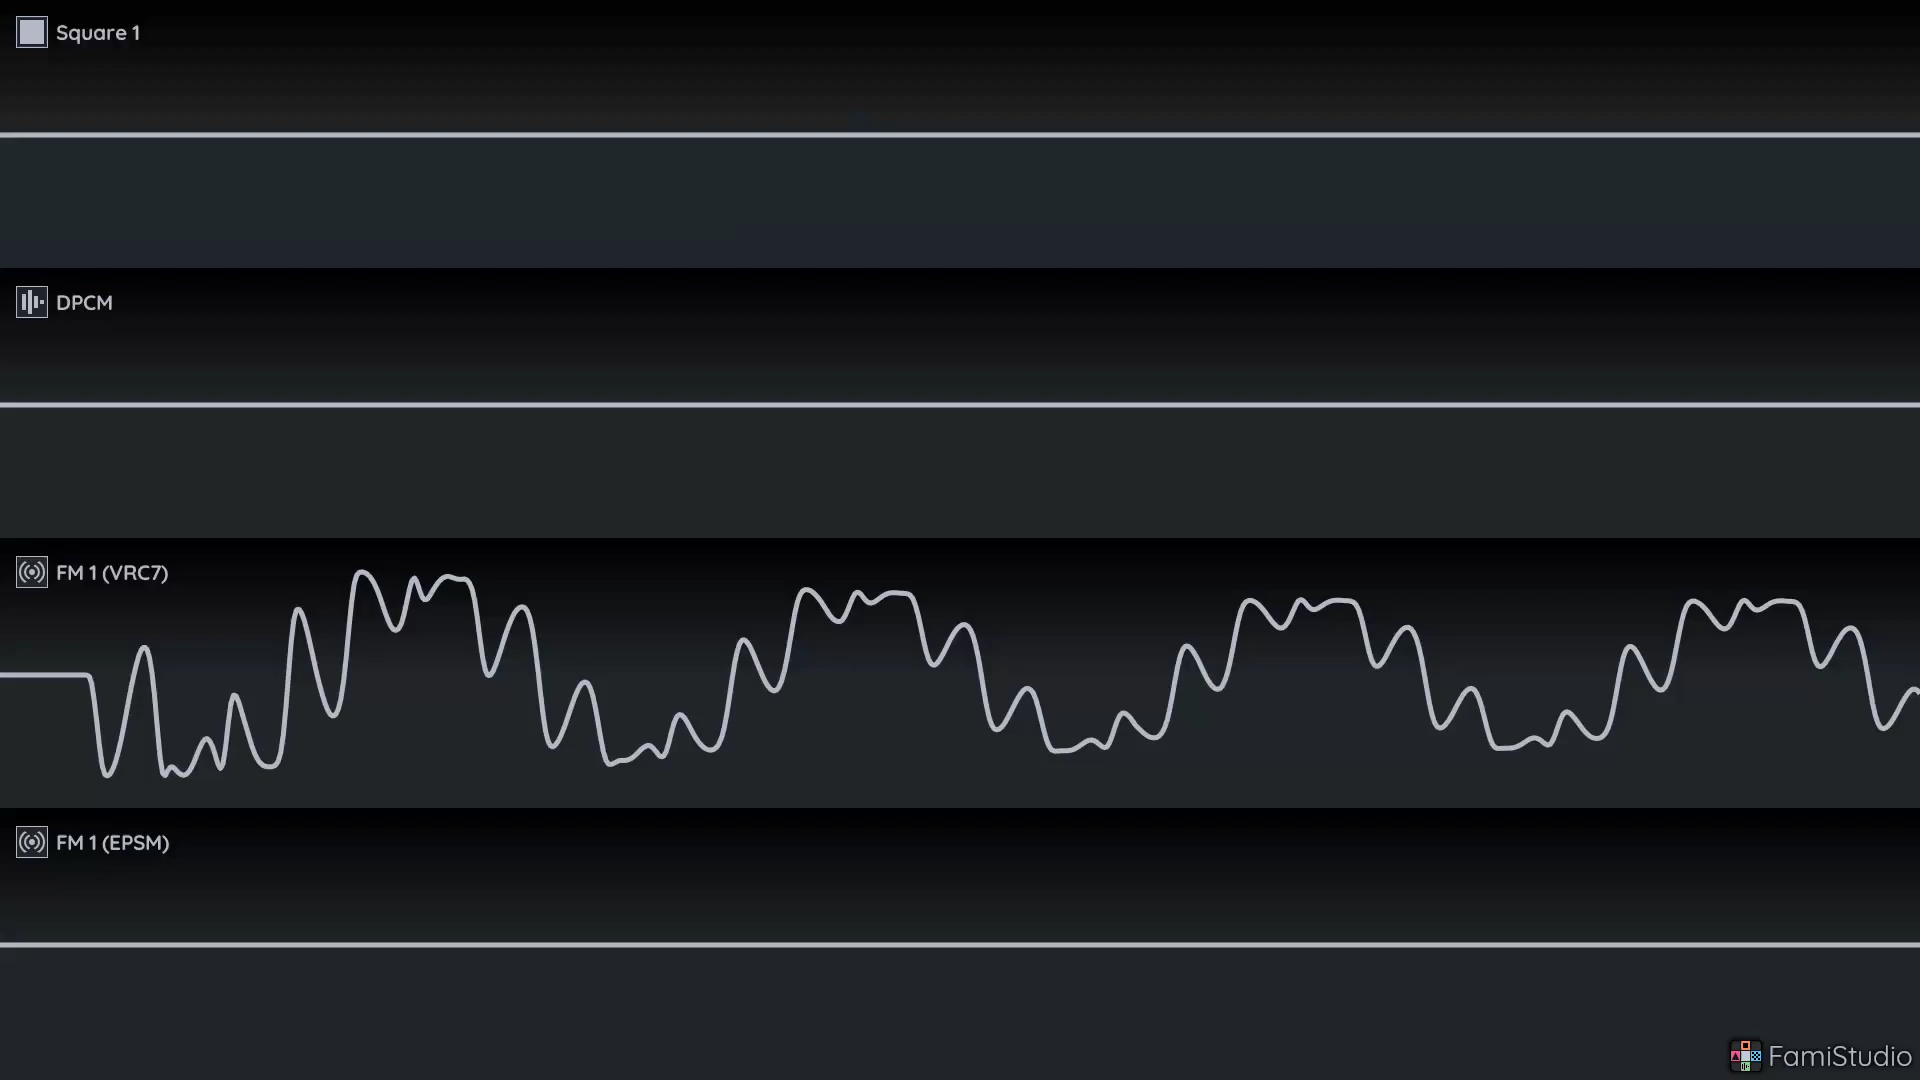 Square 1
DPCM
FM 1 (VRC7)
FM 1 (EPSM)
FamiStudio